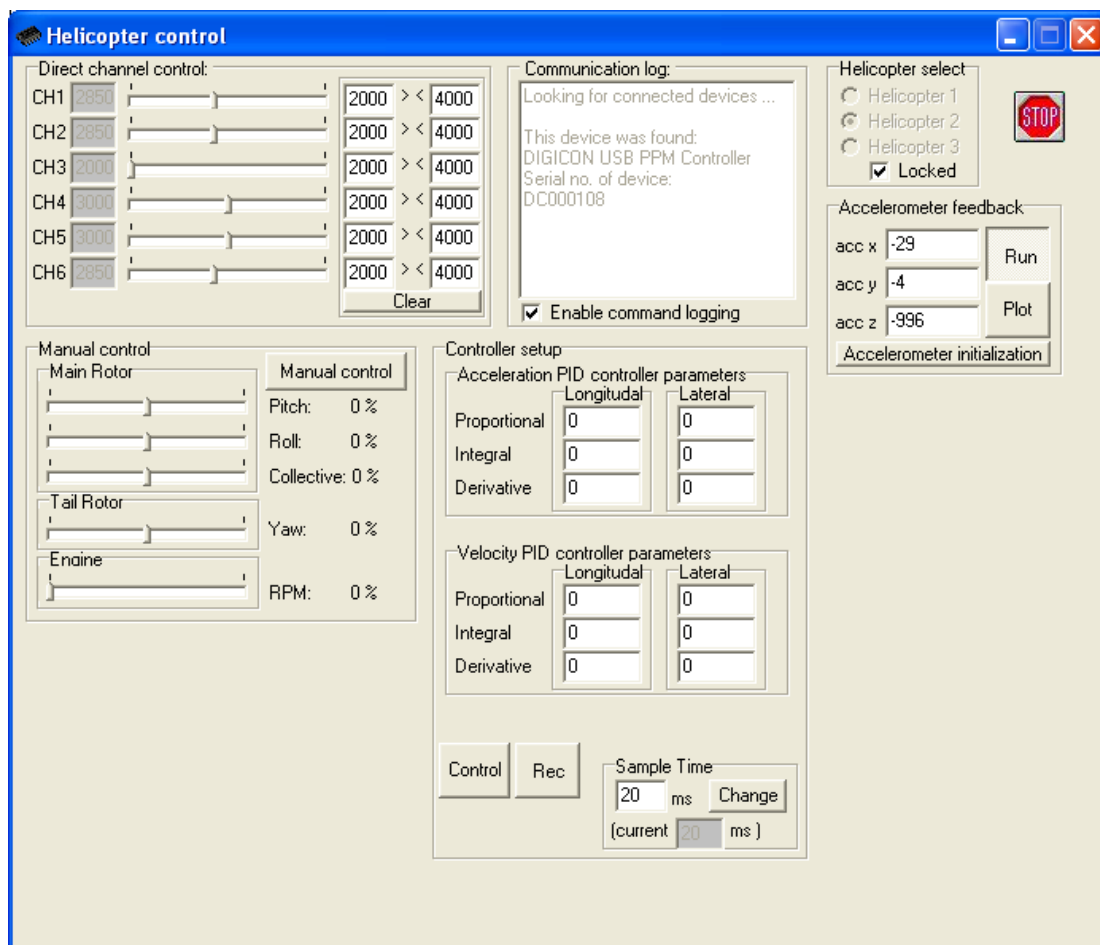 Helicopter control
Direct channel control:
CH1 2850 2000 > < 4000
CH2 2850 2000 > < 4000
CH3 2000 2000 > < 4000
CH4 3000 2000 > < 4000
CH5 3000 2000 > < 4000
CH6 2850 2000 > < 4000
Clear
Communication log:
Looking for connected devices ...
This device was found:
DIGICON USB PPM Controller
Serial no. of device:
DC000108
Enable command logging
Helicopter select
Helicopter 1
Helicopter 2
Helicopter 3
Locked
STOP
Accelerometer feedback
acc x -29
acc y -4
acc z -996
Run
Plot
Accelerometer initialization
Manual control
Main Rotor
Manual control
Pitch: 0 %
Roll: 0 %
Collective: 0 %
Tail Rotor
Yaw: 0 %
Engine
RPM: 0 %
Controller setup
Acceleration PID controller parameters
Longitudal Lateral
Proportional 0 0
Integral 0 0
Derivative 0 0
Velocity PID controller parameters
Longitudal Lateral
Proportional 0 0
Integral 0 0
Derivative 0 0
Control
Rec
Sample Time
20 ms Change
(current 20 ms )